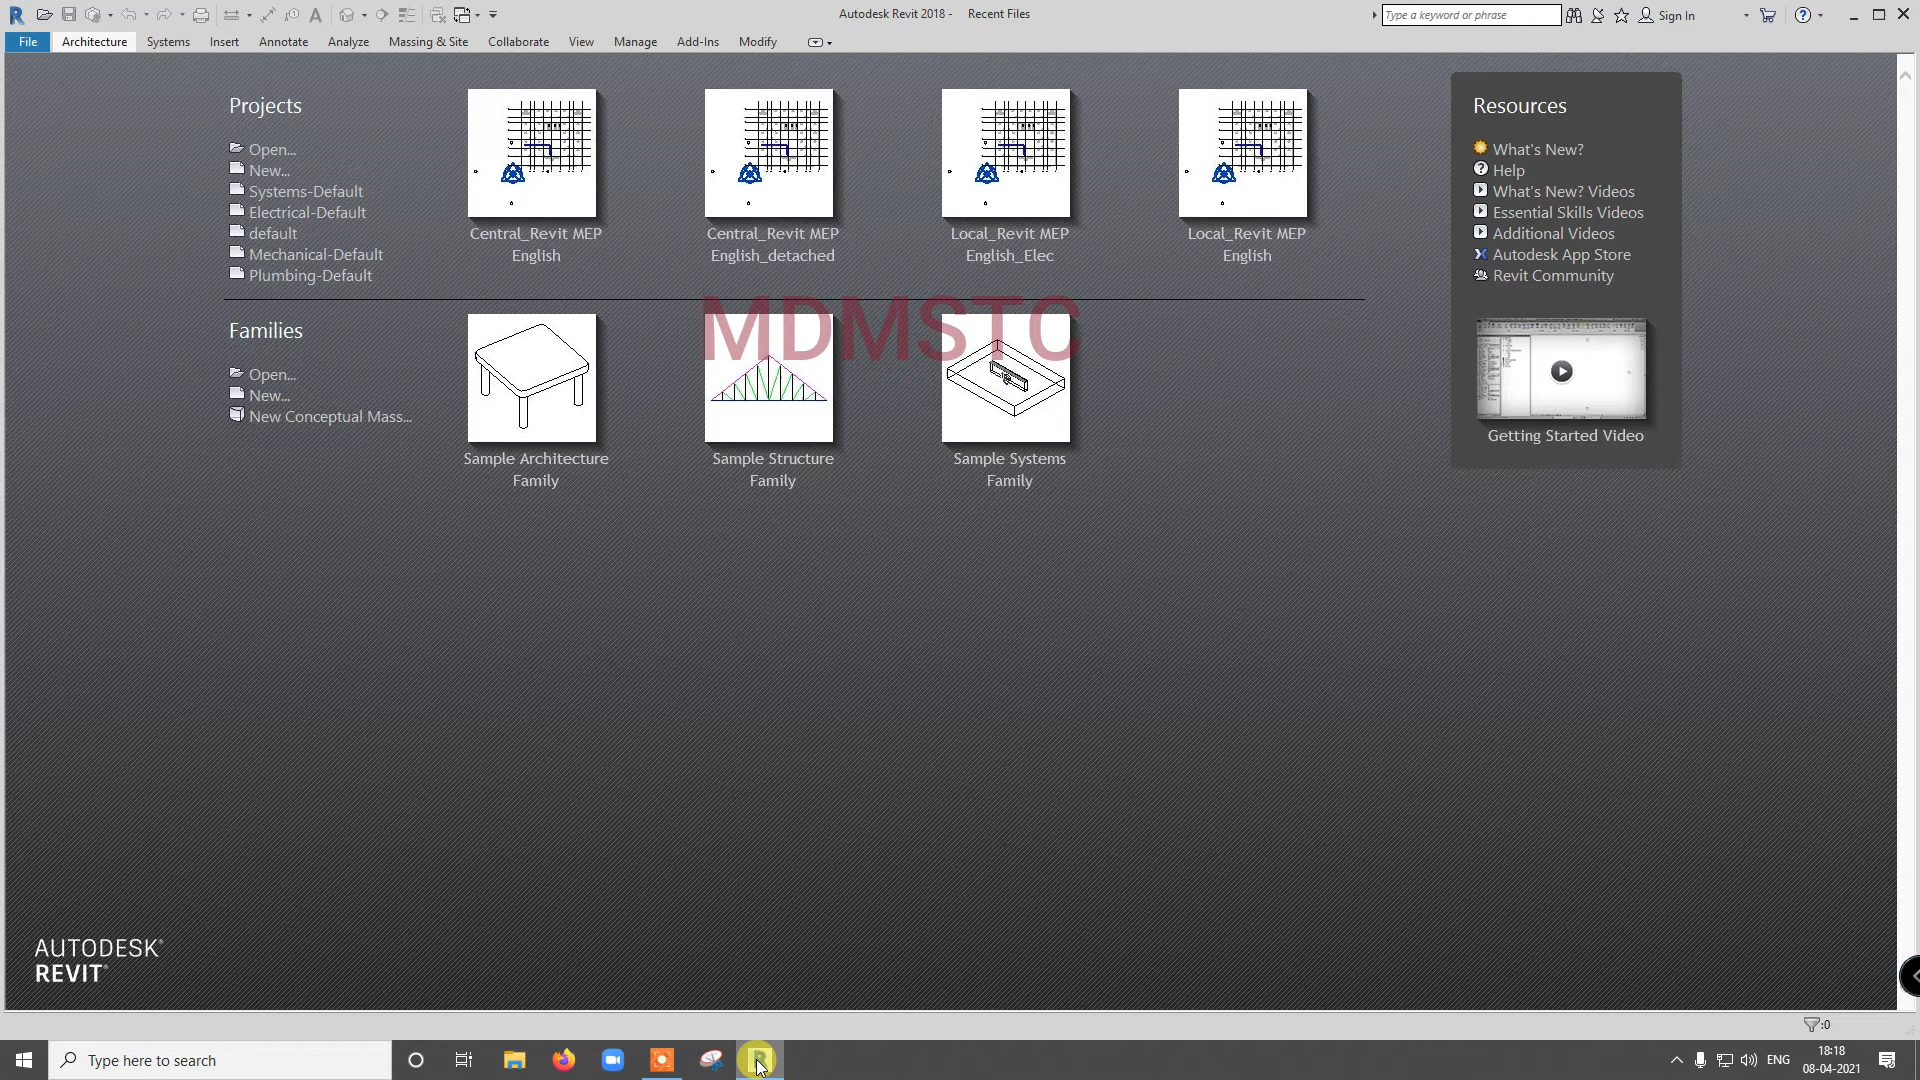 Autodesk Revit 2018 - Recent Files
Type a keyword or phrase
Sign In
File Architecture Systems Insert Annotate Analyze Massing & Site Collaborate View Manage Add-Ins Modify
Projects
Open...
New...
Systems-Default
Electrical-Default
default
Mechanical-Default
Plumbing-Default
Central_Revit MEP
English
Central_Revit MEP
English_detached
Local_Revit MEP
English_Elec
Local_Revit MEP
English
Resources
What's New?
Help
What's New? Videos
Essential Skills Videos
Additional Videos
Autodesk App Store
Revit Community
Getting Started Video
MDMSTC
Families
Open...
New...
New Conceptual Mass...
Sample Architecture
Family
Sample Structure
Family
Sample Systems
Family
AUTODESK®
REVIT®
:0
Type here to search
ENG
18:18
08-04-2021